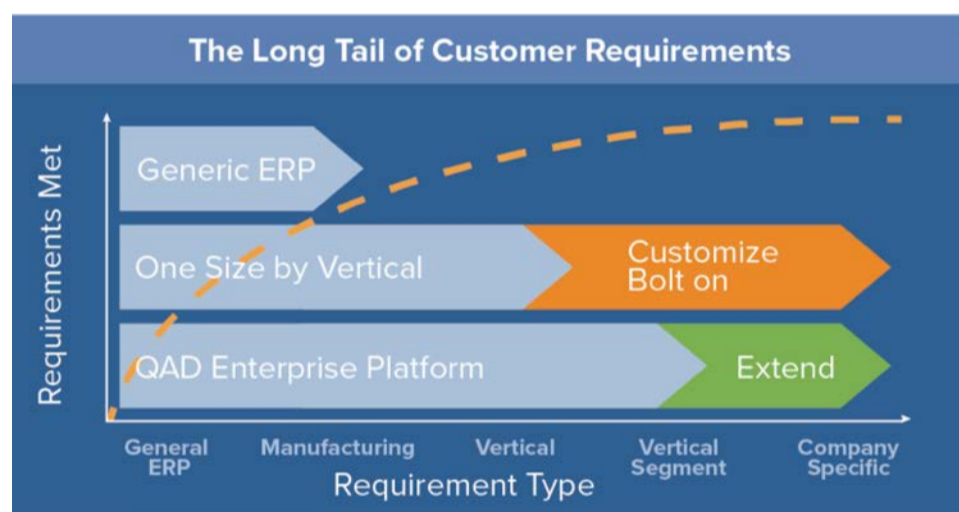 The Long Tail of Customer Requirements
Requirements Met
Generic ERP
One Size by Vertical
Customize
Bolt on
QAD Enterprise Platform
Extend
General
ERP
Manufacturing
Vertical
Vertical
Segment
Company
Specific
Requirement Type